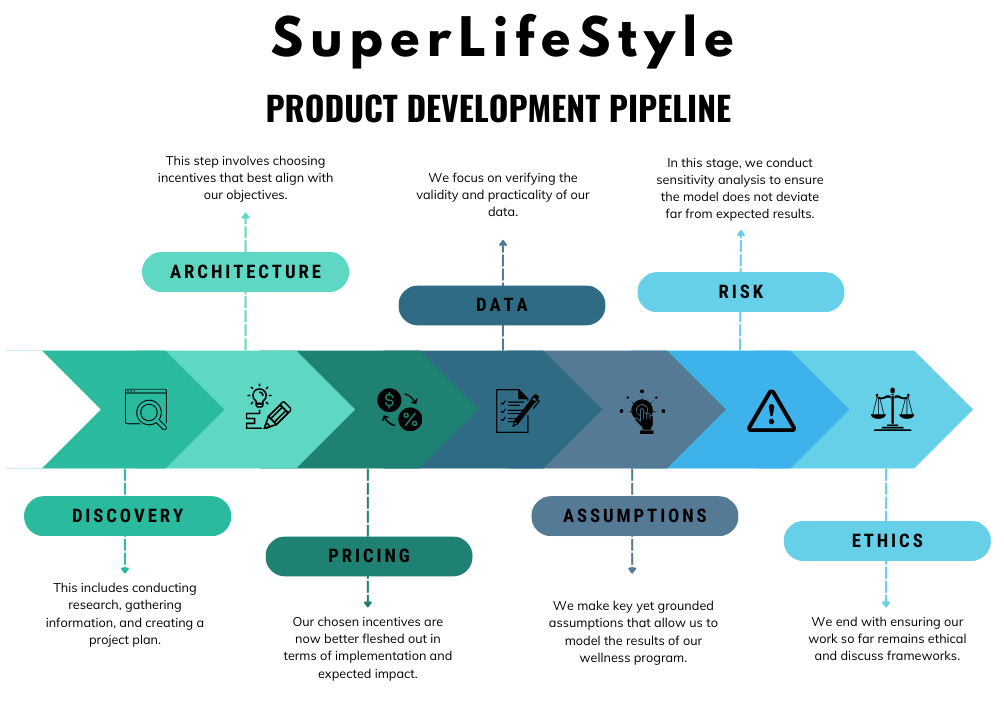 SuperLifeStyle
PRODUCT DEVELOPMENT PIPELINE
This step involves choosing
incentives that best align with
our objectives.
We focus on verifying the
validity and practicality of our
data.
In this stage, we conduct
sensitivity analysis to ensure
the model does not deviate
far from expected results.
ARCHITECTURE
DATA
RISK
$
%
DISCOVERY
PRICING
ASSUMPTIONS
ETHICS
This includes conducting
research, gathering
information, and creating a
project plan.
Our chosen incentives are
now better fleshed out in
terms of implementation and
expected impact.
We make key yet grounded
assumptions that allow us to
model the results of our
wellness program.
We end with ensuring our
work so far remains ethical
and discuss frameworks.